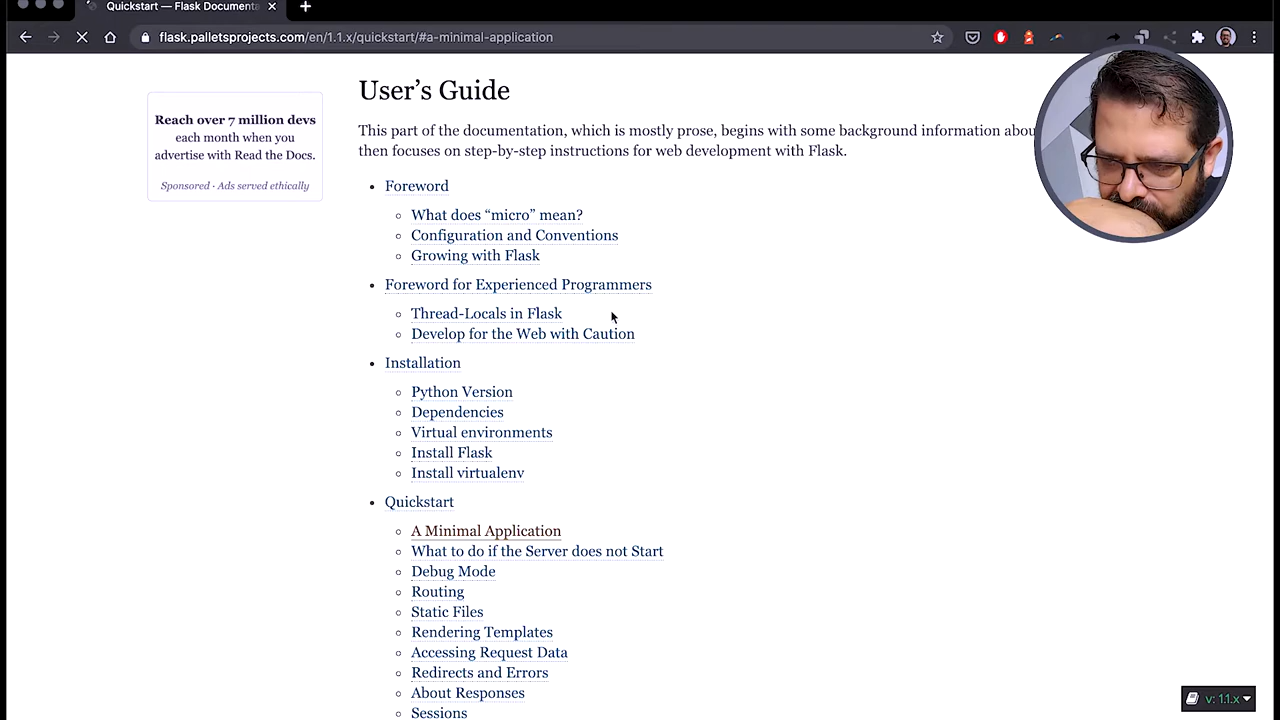 Quickstart — Flask Documenta
flask.palletsprojects.com/en/1.1.x/quickstart/#a-minimal-application
User’s Guide
Reach over 7 million devs
each month when you
advertise with Read the Docs.
Sponsored · Ads served ethically
This part of the documentation, which is mostly prose, begins with some background information abou
then focuses on step-by-step instructions for web development with Flask.
• Foreword
◦ What does “micro” mean?
◦ Configuration and Conventions
◦ Growing with Flask
• Foreword for Experienced Programmers
◦ Thread-Locals in Flask
◦ Develop for the Web with Caution
• Installation
◦ Python Version
◦ Dependencies
◦ Virtual environments
◦ Install Flask
◦ Install virtualenv
• Quickstart
◦ A Minimal Application
◦ What to do if the Server does not Start
◦ Debug Mode
◦ Routing
◦ Static Files
◦ Rendering Templates
◦ Accessing Request Data
◦ Redirects and Errors
◦ About Responses
◦ Sessions
v: 1.1.x